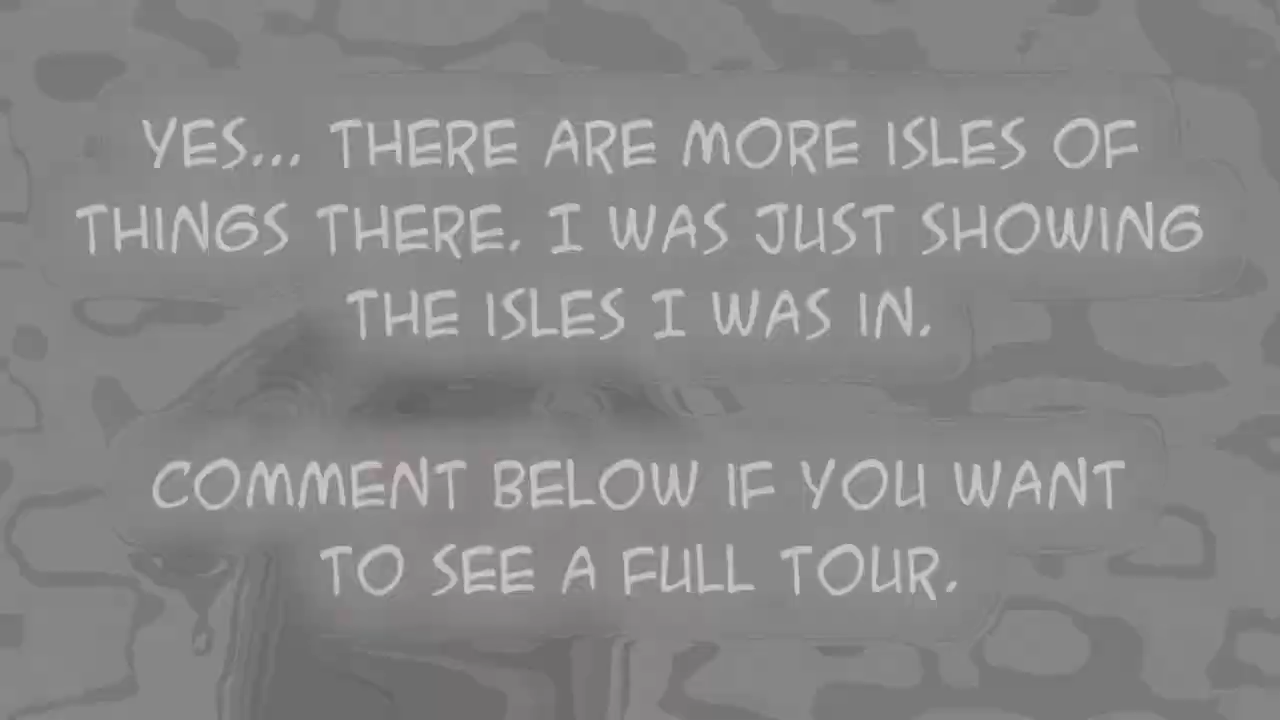 YES... THERE ARE MORE ISLES OF
THINGS THERE. I WAS JUST SHOWING
THE ISLES I WAS IN.
COMMENT BELOW IF YOU WANT
TO SEE A FULL TOUR.